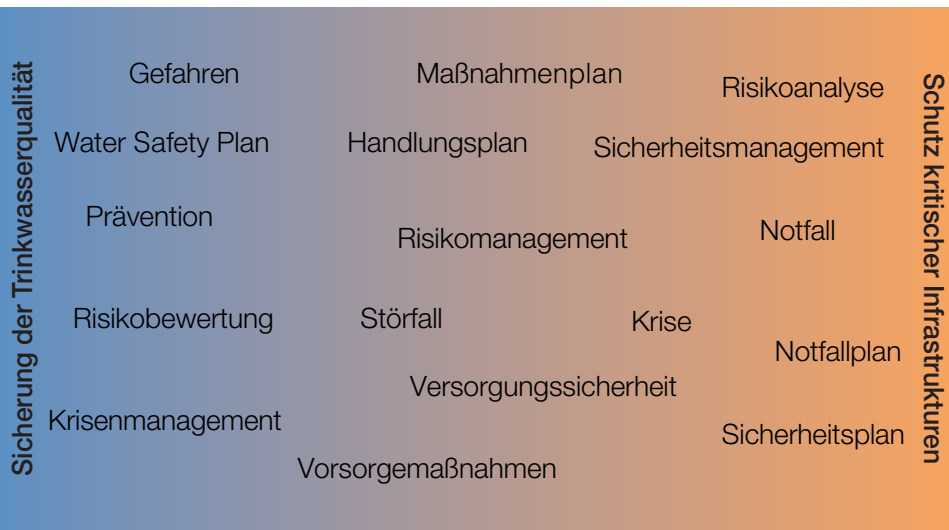 Sicherung der Trinkwasserqualität
Gefahren
Maßnahmenplan
Risikoanalyse
Water Safety Plan
Handlungsplan
Sicherheitsmanagement
Prävention
Risikomanagement
Notfall
Risikobewertung
Störfall
Krise
Notfallplan
Versorgungssicherheit
Krisenmanagement
Sicherheitsplan
Vorsorgemaßnahmen
Schutz kritischer Infrastrukturen